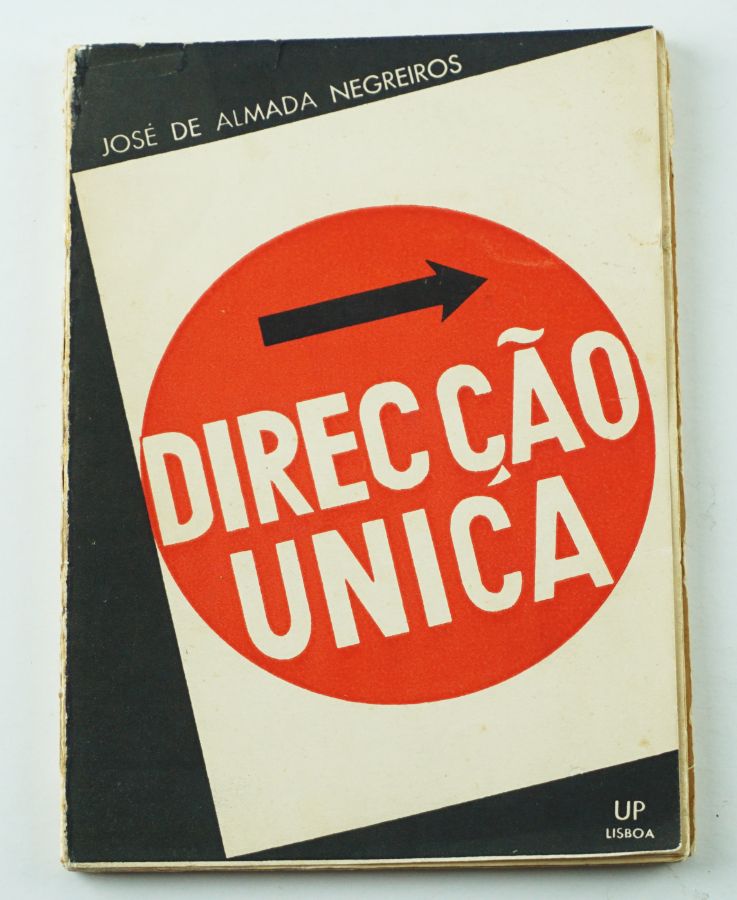 JOSÉ DE ALMADA NEGREIROS
DIRECÇÃO
UNICA
UP
LISBOA